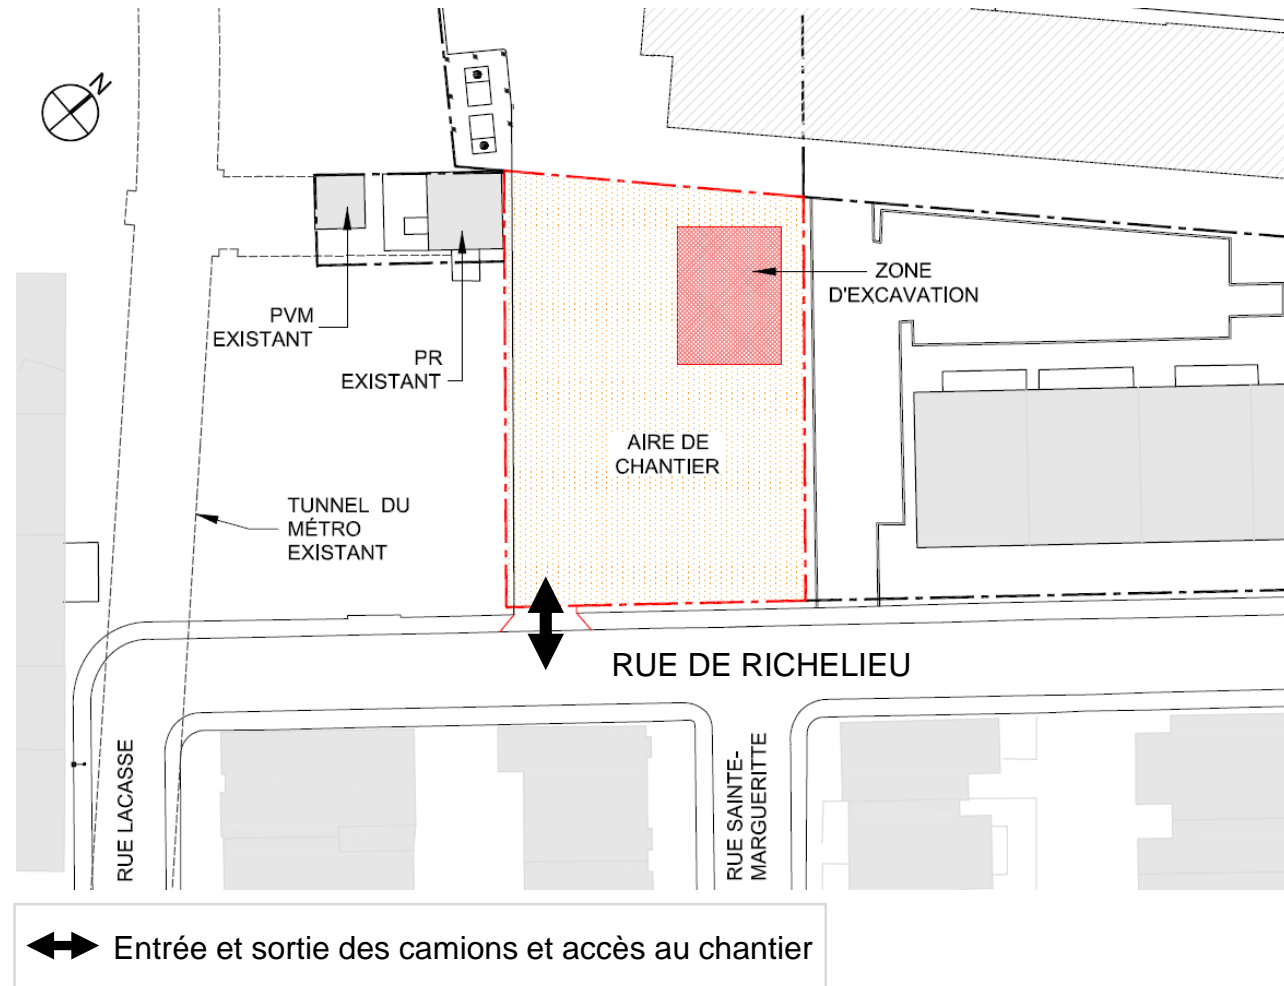 N
ZONE
D'EXCAVATION
PVM
EXISTANT
PR
EXISTANT
AIRE DE
CHANTIER
TUNNEL DU
MÉTRO
EXISTANT
RUE DE RICHELIEU
RUE LACASSE
RUE SAINTE-
MARGUERITTE
Entrée et sortie des camions et accès au chantier